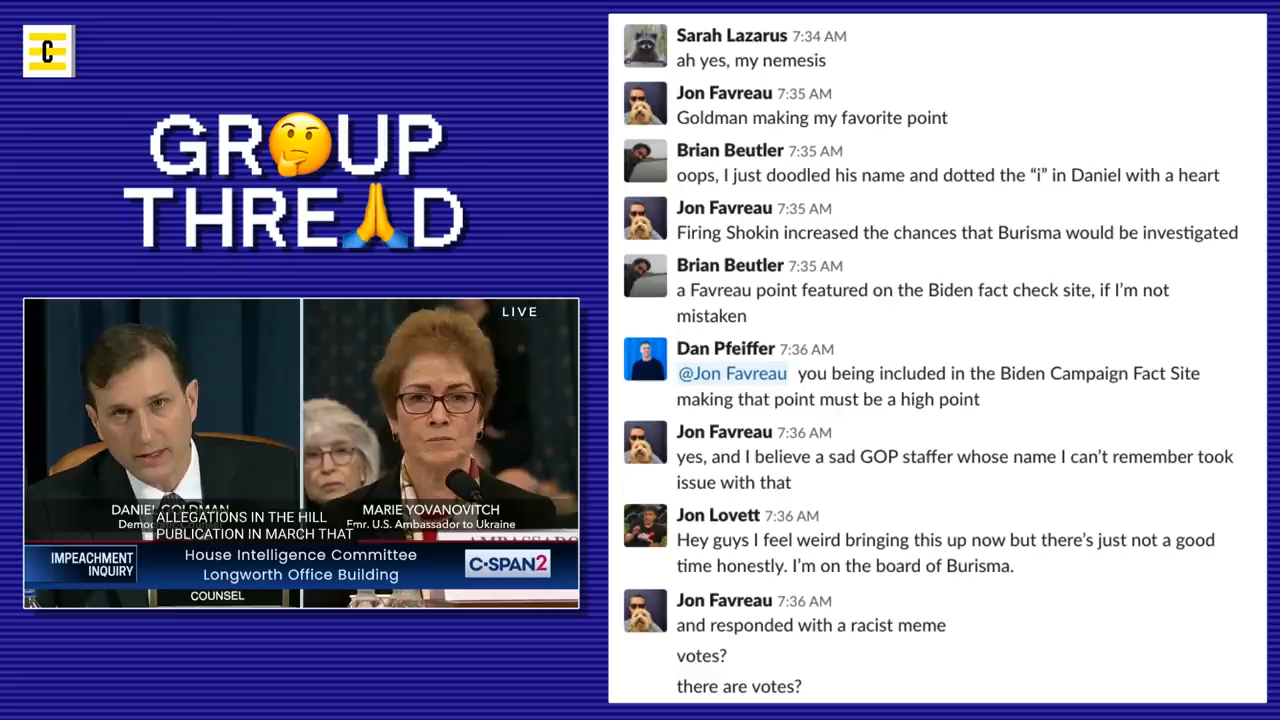 C
GR🤔UP
THRE🙏D
LIVE
DANIEL GOLDMAN
MARIE YOVANOVITCH
Fmr. U.S. Ambassador to Ukraine
ALLEGATIONS IN THE HILL
PUBLICATION IN MARCH THAT
IMPEACHMENT
INQUIRY
House Intelligence Committee
Longworth Office Building
C-SPAN2
COUNSEL
Sarah Lazarus 7:34 AM
ah yes, my nemesis
Jon Favreau 7:35 AM
Goldman making my favorite point
Brian Beutler 7:35 AM
oops, I just doodled his name and dotted the “i” in Daniel with a heart
Jon Favreau 7:35 AM
Firing Shokin increased the chances that Burisma would be investigated
Brian Beutler 7:35 AM
a Favreau point featured on the Biden fact check site, if I’m not
mistaken
Dan Pfeiffer 7:36 AM
@Jon Favreau you being included in the Biden Campaign Fact Site
making that point must be a high point
Jon Favreau 7:36 AM
yes, and I believe a sad GOP staffer whose name I can’t remember took
issue with that
Jon Lovett 7:36 AM
Hey guys I feel weird bringing this up now but there’s just not a good
time honestly. I’m on the board of Burisma.
Jon Favreau 7:36 AM
and responded with a racist meme
votes?
there are votes?